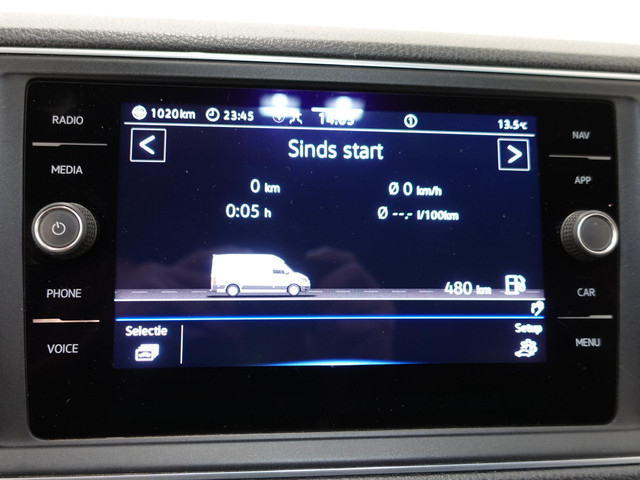 RADIO
MEDIA
PHONE
VOICE
1020km 23:45 13.5°C
Sinds start
0 km Ø 0 km/h
0:05 h Ø --.- l/100km
480 km
Selectie Setup
NAV
APP
CAR
MENU